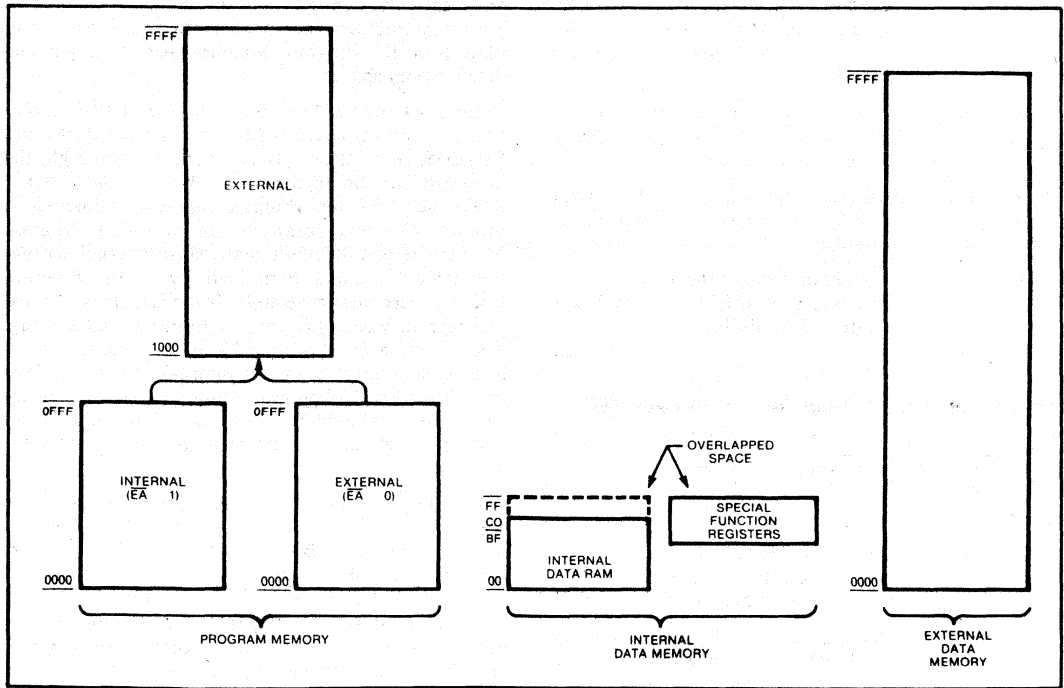 FFFF
EXTERNAL
1000
0FFF
INTERNAL
(EA 1)
0000
0FFF
EXTERNAL
(EA 0)
0000
PROGRAM MEMORY
OVERLAPPED
SPACE
FF
C0
BF
00
INTERNAL
DATA RAM
SPECIAL
FUNCTION
REGISTERS
INTERNAL
DATA MEMORY
FFFF
0000
EXTERNAL
DATA
MEMORY